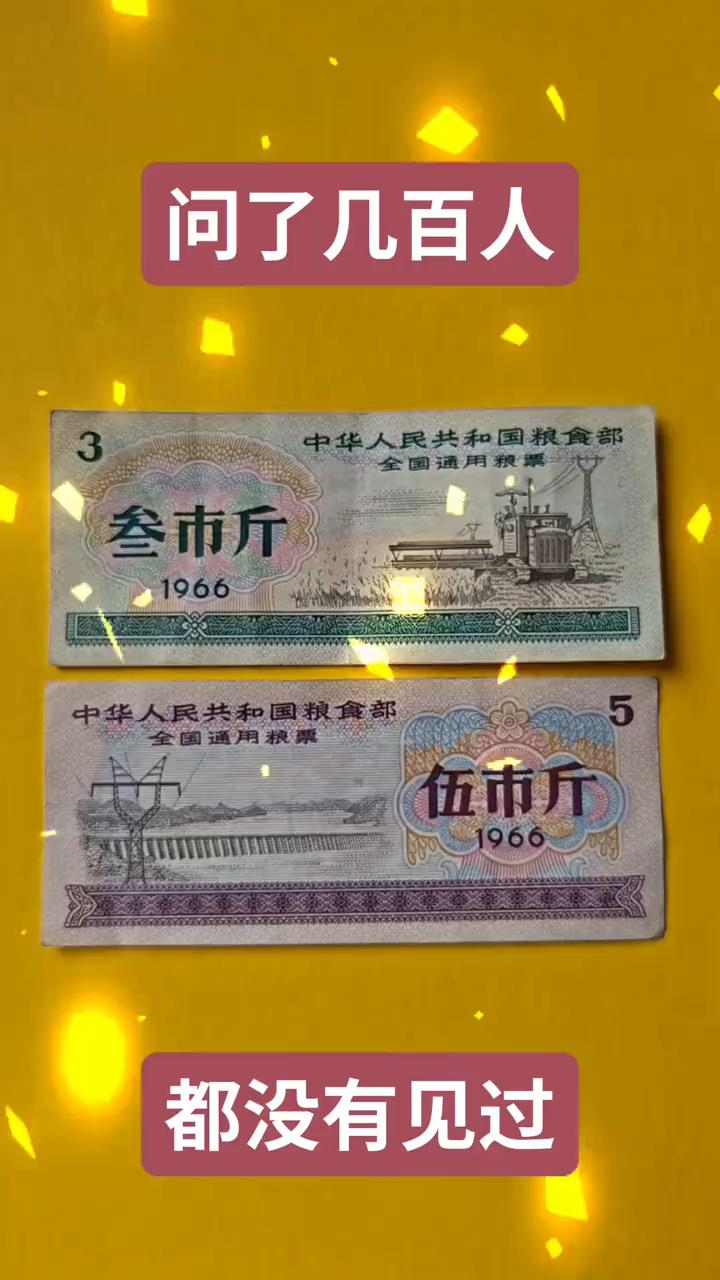 问了几百人
3
中华人民共和国粮食部
全国通用粮票
叁市斤
1966
中华人民共和国粮食部
全国通用粮票
5
伍市斤
1966
都没有见过